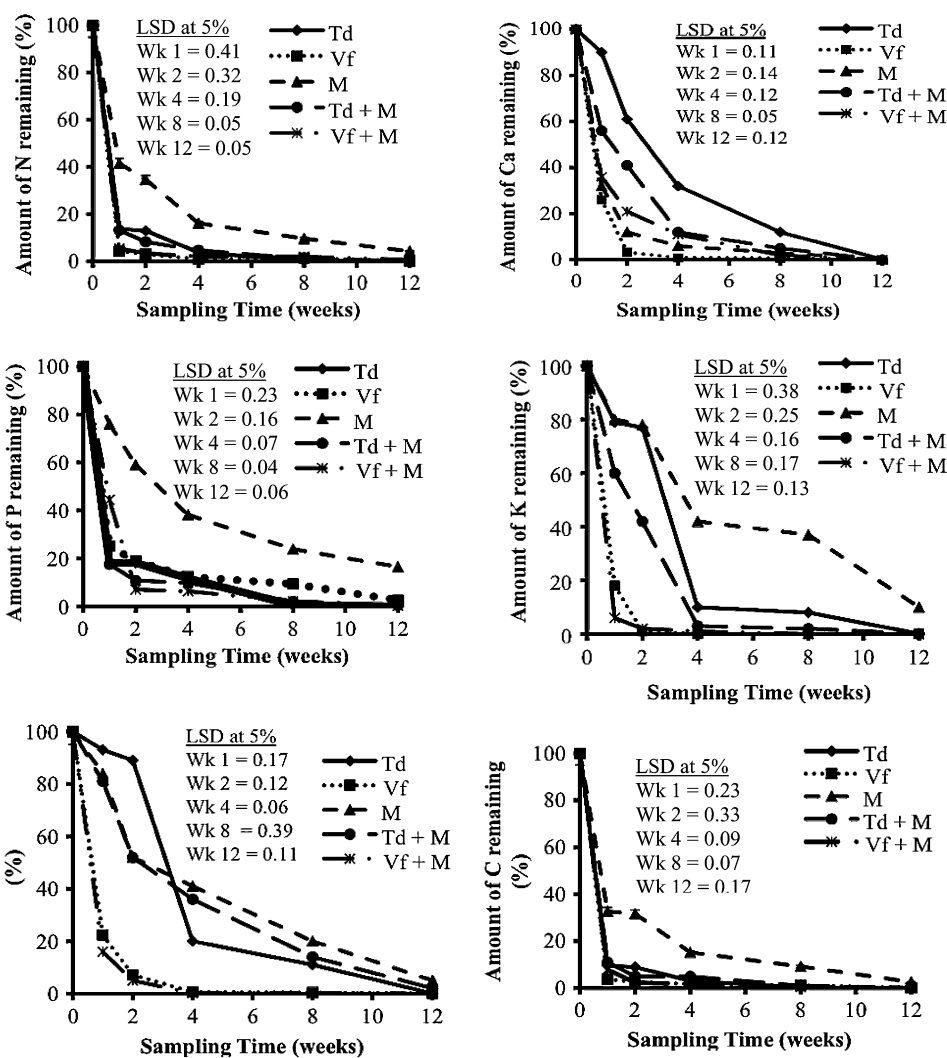 Amount of N remaining (%)
100
80
60
40
20
0
0 2 4 6 8 10 12
Sampling Time (weeks)
LSD at 5%
Wk 1 = 0.41
Wk 2 = 0.32
Wk 4 = 0.19
Wk 8 = 0.05
Wk 12 = 0.05
Td
Vf
M
Td + M
Vf + M
Amount of Ca remaining (%)
100
80
60
40
20
0
0 2 4 6 8 10 12
Sampling Time (weeks)
LSD at 5%
Wk 1 = 0.11
Wk 2 = 0.14
Wk 4 = 0.12
Wk 8 = 0.05
Wk 12 = 0.12
Td
Vf
M
Td + M
Vf + M
Amount of P remaining (%)
100
80
60
40
20
0
0 2 4 6 8 10 12
Sampling Time (weeks)
LSD at 5%
Wk 1 = 0.23
Wk 2 = 0.16
Wk 4 = 0.07
Wk 8 = 0.04
Wk 12 = 0.06
Td
Vf
M
Td + M
Vf + M
Amount of K remaining (%)
100
80
60
40
20
0
0 2 4 6 8 10 12
Sampling Time (weeks)
LSD at 5%
Wk 1 = 0.38
Wk 2 = 0.25
Wk 4 = 0.16
Wk 8 = 0.17
Wk 12 = 0.13
Td
Vf
M
Td + M
Vf + M
(%)
100
80
60
40
20
0
0 2 4 6 8 10 12
Sampling Time (weeks)
LSD at 5%
Wk 1 = 0.17
Wk 2 = 0.12
Wk 4 = 0.06
Wk 8 = 0.39
Wk 12 = 0.11
Td
Vf
M
Td + M
Vf + M
Amount of C remaining
(%)
100
80
60
40
20
0
0 2 4 6 8 10 12
Sampling Time (weeks)
LSD at 5%
Wk 1 = 0.23
Wk 2 = 0.33
Wk 4 = 0.09
Wk 8 = 0.07
Wk 12 = 0.17
Td
Vf
M
Td + M
Vf + M